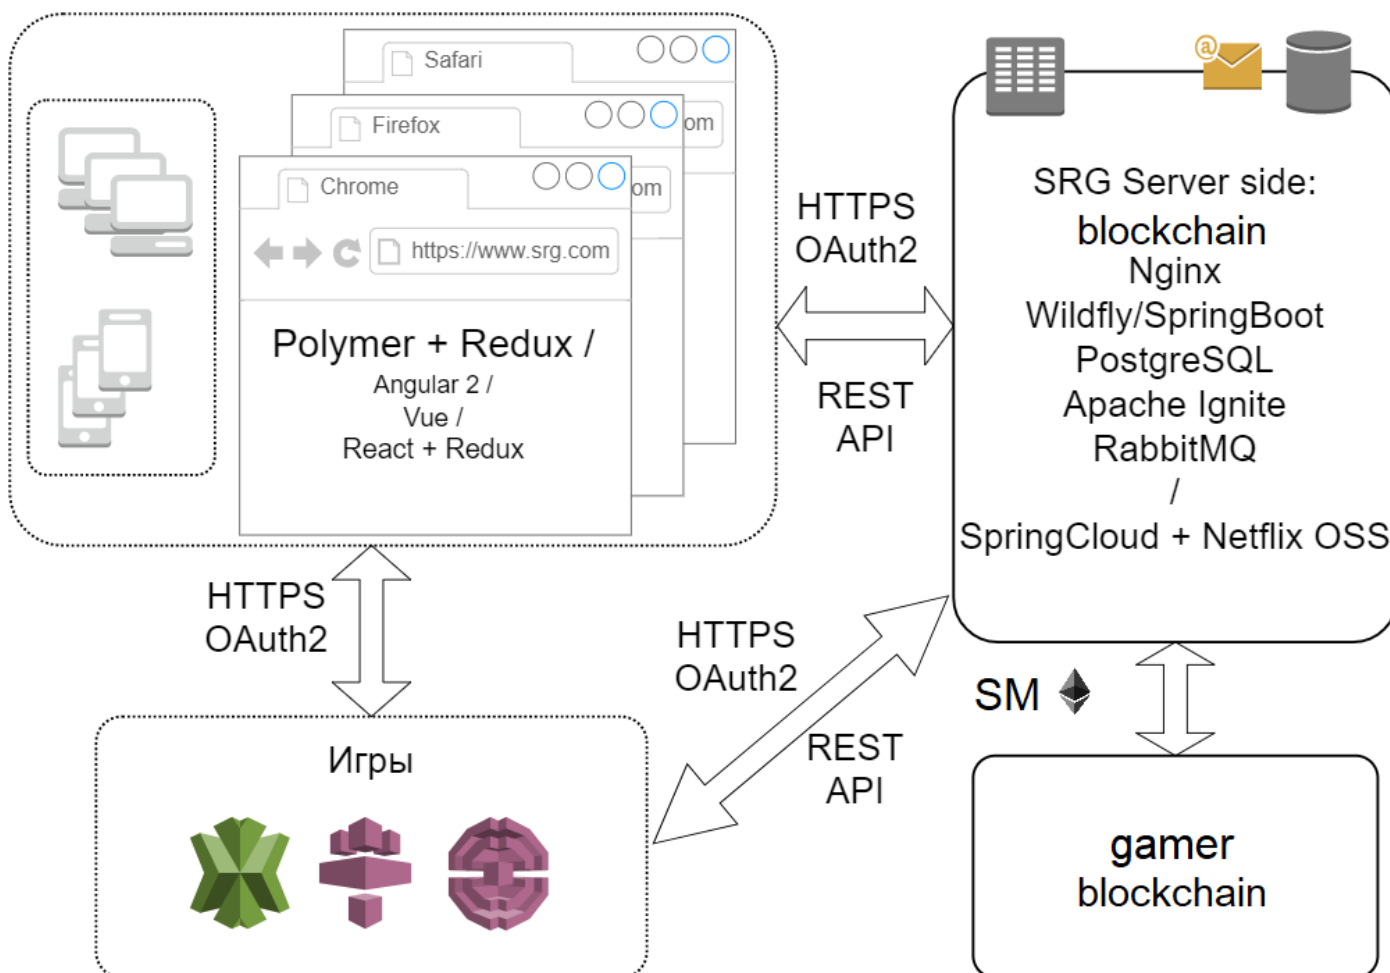 Safari
om
Firefox
om
Chrome
https://www.srg.com
Polymer + Redux /
Angular 2 /
Vue /
React + Redux
HTTPS
OAuth2
REST
API
@
SRG Server side:
blockchain
Nginx
Wildfly/SpringBoot
PostgreSQL
Apache Ignite
RabbitMQ
/
SpringCloud + Netflix OSS
HTTPS
OAuth2
HTTPS
OAuth2
REST
API
SM
Игры
gamer
blockchain